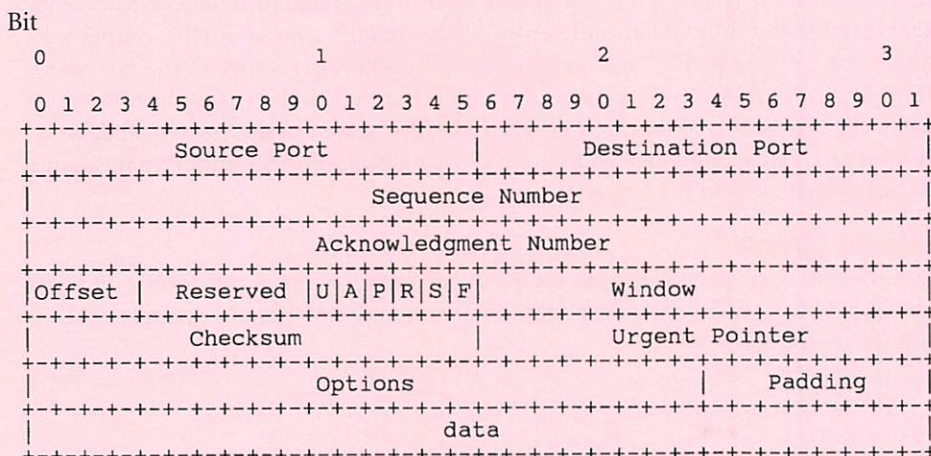 Bit
0 1 2 3
0 1 2 3 4 5 6 7 8 9 0 1 2 3 4 5 6 7 8 9 0 1 2 3 4 5 6 7 8 9 0 1
+-+-+-+-+-+-+-+-+-+-+-+-+-+-+-+-+-+-+-+-+-+-+-+-+-+-+-+-+-+-+-+-+
| Source Port | Destination Port |
+-+-+-+-+-+-+-+-+-+-+-+-+-+-+-+-+-+-+-+-+-+-+-+-+-+-+-+-+-+-+-+-+
| Sequence Number |
+-+-+-+-+-+-+-+-+-+-+-+-+-+-+-+-+-+-+-+-+-+-+-+-+-+-+-+-+-+-+-+-+
| Acknowledgment Number |
+-+-+-+-+-+-+-+-+-+-+-+-+-+-+-+-+-+-+-+-+-+-+-+-+-+-+-+-+-+-+-+-+
|Offset | Reserved |U|A|P|R|S|F| Window |
+-+-+-+-+-+-+-+-+-+-+-+-+-+-+-+-+-+-+-+-+-+-+-+-+-+-+-+-+-+-+-+-+
| Checksum | Urgent Pointer |
+-+-+-+-+-+-+-+-+-+-+-+-+-+-+-+-+-+-+-+-+-+-+-+-+-+-+-+-+-+-+-+-+
| Options | Padding |
+-+-+-+-+-+-+-+-+-+-+-+-+-+-+-+-+-+-+-+-+-+-+-+-+-+-+-+-+-+-+-+-+
| data |
+-+-+-+-+-+-+-+-+-+-+-+-+-+-+-+-+-+-+-+-+-+-+-+-+-+-+-+-+-+-+-+-+